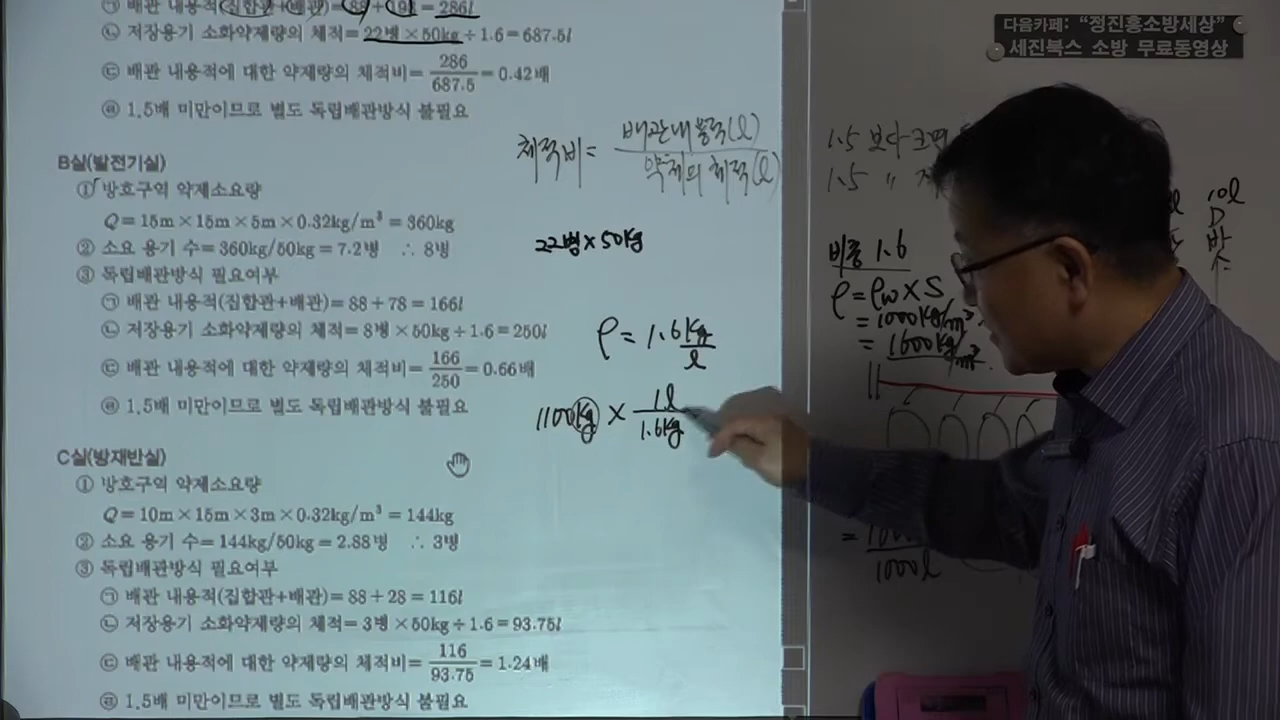 ㉠ 배관 내용적(집합관+배관)=88+198=286l
㉡ 저장용기 소화약제량의 체적=22병×50kg÷1.6=687.5l
㉢ 배관 내용적에 대한 약재량의 체적비=286/687.5=0.42배
㉣ 1.5배 미만이므로 별도 독립배관방식 불필요
B실(발전기실)
① 방호구역 약제소요량
Q=15m×15m×5m×0.32kg/m³=360kg
② 소요 용기 수=360kg/50kg=7.2병 ∴ 8병
③ 독립배관방식 필요여부
㉠ 배관 내용적(집합관+배관)=88+78=166l
㉡ 저장용기 소화약제량의 체적=8병×50kg÷1.6=250l
㉢ 배관 내용적에 대한 약재량의 체적비=166/250=0.66배
㉣ 1.5배 미만이므로 별도 독립배관방식 불필요
C실(방재반실)
① 방호구역 약제소요량
Q=10m×15m×3m×0.32kg/m³=144kg
② 소요 용기 수=144kg/50kg=2.88병 ∴ 3병
③ 독립배관방식 필요여부
㉠ 배관 내용적(집합관+배관)=88+28=116l
㉡ 저장용기 소화약제량의 체적=3병×50kg÷1.6=93.75l
㉢ 배관 내용적에 대한 약재량의 체적비=116/93.75=1.24배
㉣ 1.5배 미만이므로 별도 독립배관방식 불필요
체적비=배관내용적(l)/약제의 체적(l)
22병×50kg
ρ=1.6kg/l
1100kg×1l/1.6kg
다음카페: "정진홍소방세상"
세진북스 소방 무료동영상
1.5 보다 크면
1.5 〃
비중 1.6
ρ=ρw×S
=1000kg/m³
=1600kg/m³
10l
1000l